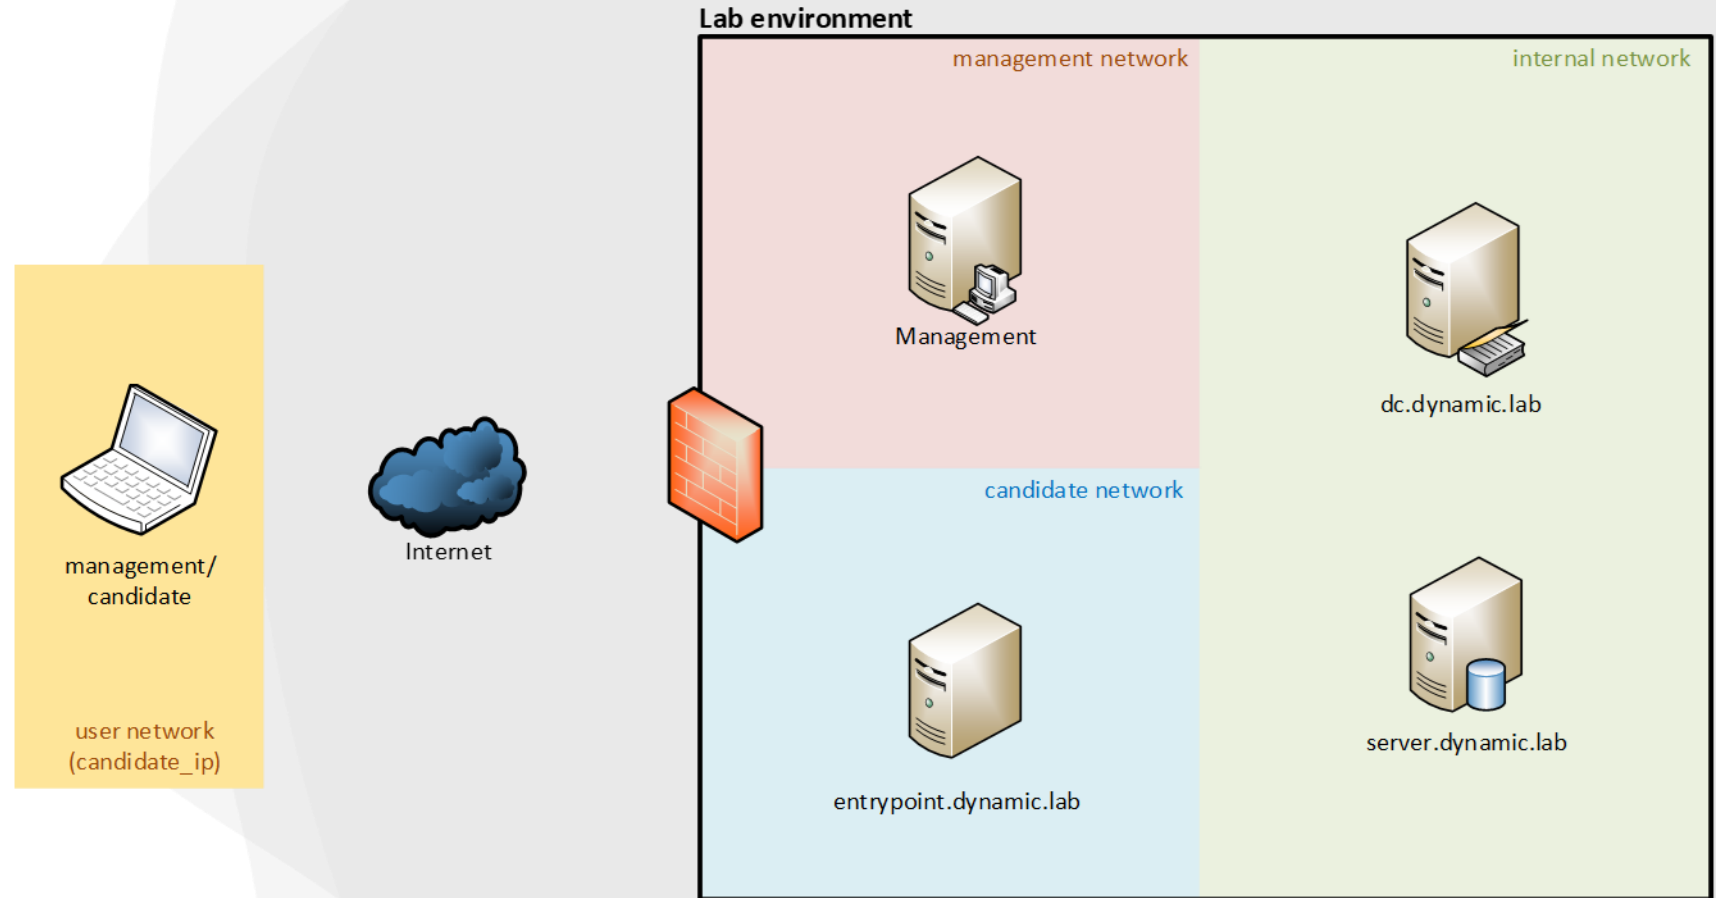 Lab environment
management network
internal network
Management
dc.dynamic.lab
candidate network
Internet
management/
candidate
user network
(candidate_ip)
server.dynamic.lab
entrypoint.dynamic.lab